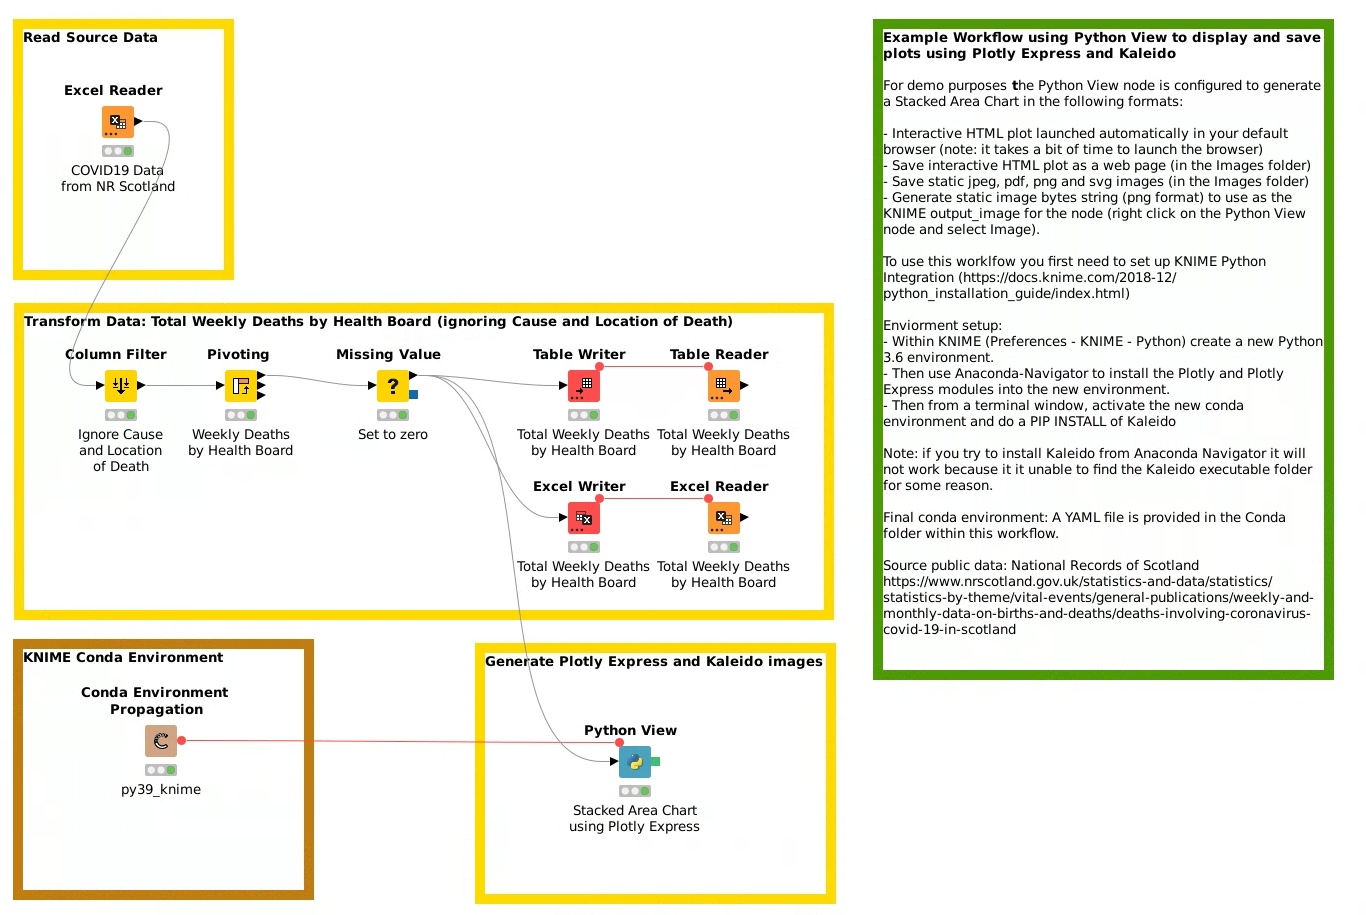 Read Source Data
Excel Reader
COVID19 Data
from NR Scotland
Transform Data: Total Weekly Deaths by Health Board (ignoring Cause and Location of Death)
Column Filter
Ignore Cause
and Location
of Death
Pivoting
Weekly Deaths
by Health Board
Missing Value
?
Set to zero
Table Writer
Total Weekly Deaths
by Health Board
Table Reader
Total Weekly Deaths
by Health Board
Excel Writer
Total Weekly Deaths
by Health Board
Excel Reader
Total Weekly Deaths
by Health Board
KNIME Conda Environment
Conda Environment
Propagation
py39_knime
Generate Plotly Express and Kaleido images
Python View
Stacked Area Chart
using Plotly Express
Example Workflow using Python View to display and save
plots using Plotly Express and Kaleido
For demo purposes the Python View node is configured to generate
a Stacked Area Chart in the following formats:
- Interactive HTML plot launched automatically in your default
browser (note: it takes a bit of time to launch the browser)
- Save interactive HTML plot as a web page (in the Images folder)
- Save static jpeg, pdf, png and svg images (in the Images folder)
- Generate static image bytes string (png format) to use as the
KNIME output_image for the node (right click on the Python View
node and select Image).
To use this worklfow you first need to set up KNIME Python
Integration (https://docs.knime.com/2018-12/
python_installation_guide/index.html)
Enviorment setup:
- Within KNIME (Preferences - KNIME - Python) create a new Python
3.6 environment.
- Then use Anaconda-Navigator to install the Plotly and Plotly
Express modules into the new environment.
- Then from a terminal window, activate the new conda
environment and do a PIP INSTALL of Kaleido
Note: if you try to install Kaleido from Anaconda Navigator it will
not work because it it unable to find the Kaleido executable folder
for some reason.
Final conda environment: A YAML file is provided in the Conda
folder within this workflow.
Source public data: National Records of Scotland
https://www.nrscotland.gov.uk/statistics-and-data/statistics/
statistics-by-theme/vital-events/general-publications/weekly-and-
monthly-data-on-births-and-deaths/deaths-involving-coronavirus-
covid-19-in-scotland